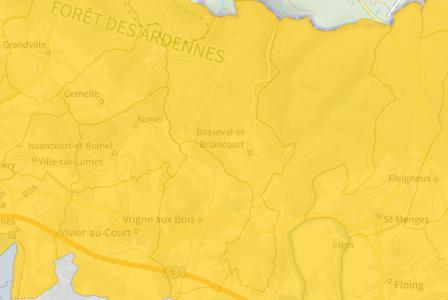 FORÊT DES ARDENNES
Grandville
Gernelle
Rumel
Bosseval-et-
Briancourt
Issancourt-et-Rumel
Ville-sur-Lumes
Fleigneux
D5A
Vrigne aux Bois
St-Menges
Vivier-au-Court
Iges
Floing